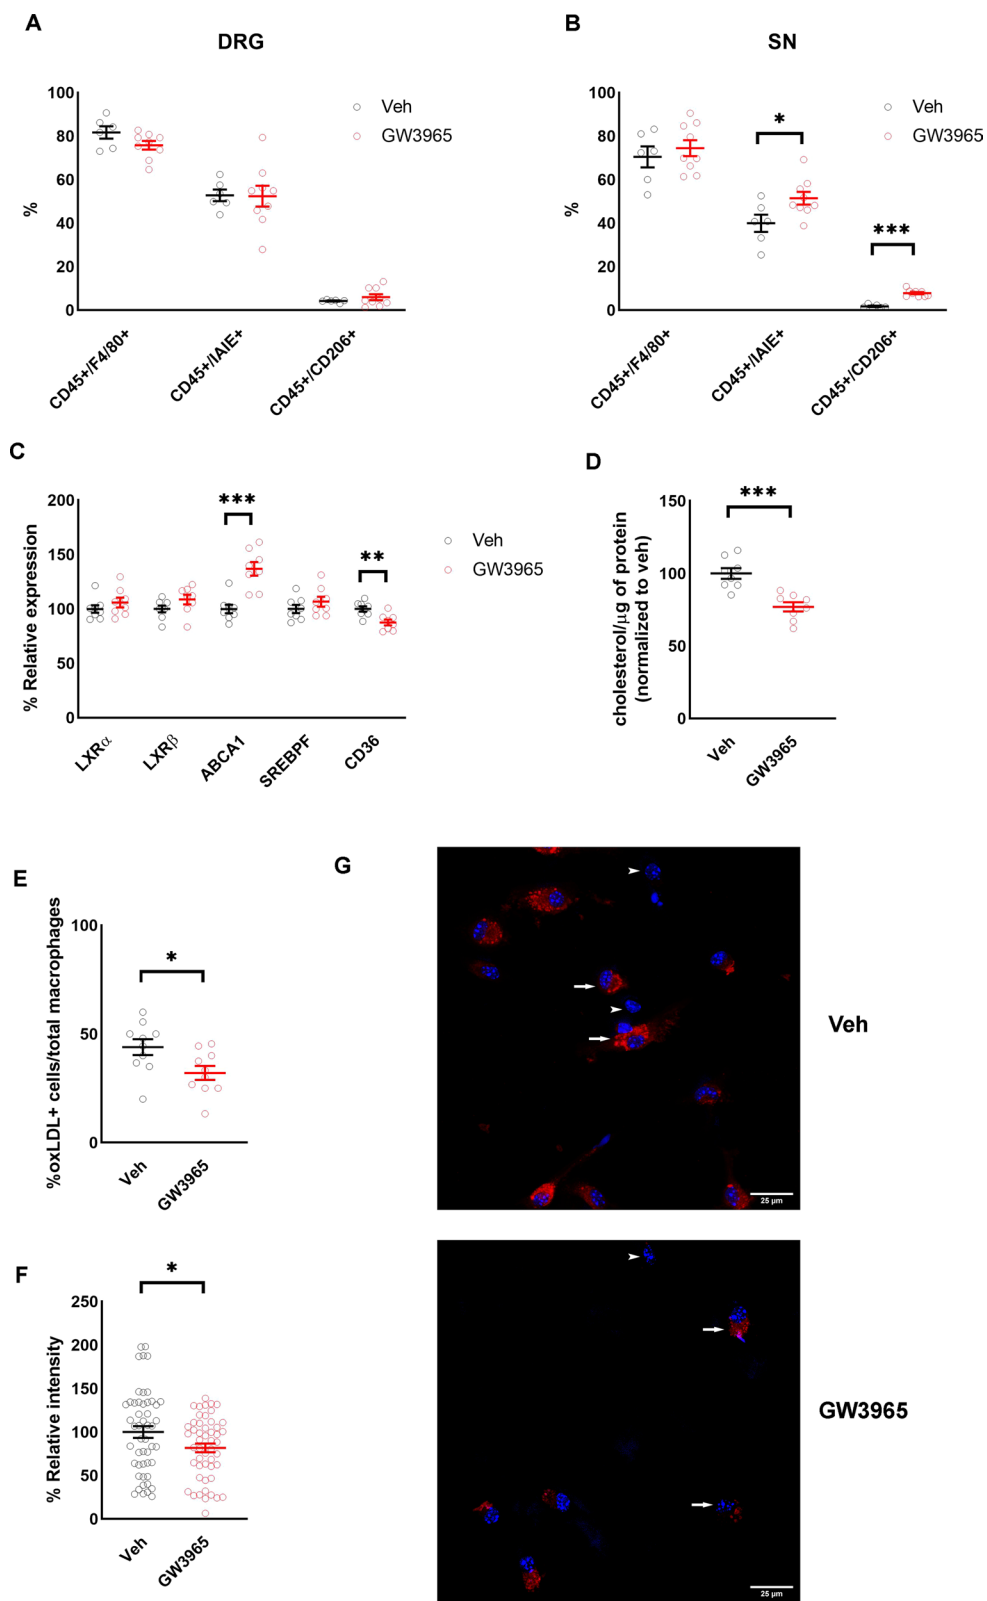 A
DRG
100
80
60
40
20
0
%
Veh
GW3965
CD45+/F4/80+
CD45+/IAIE+
CD45+/CD206+
B
SN
100
80
60
40
20
0
%
Veh
GW3965
*
***
CD45+/F4/80+
CD45+/IAIE+
CD45+/CD206+
C
200
150
100
50
0
% Relative expression
***
**
Veh
GW3965
LXRα
LXRβ
ABCA1
SREBPF
CD36
D
150
100
50
0
cholesterol/µg of protein
(normalized to veh)
***
Veh
GW3965
E
100
50
0
%oxLDL+ cells/total macrophages
*
Veh
GW3965
F
250
200
150
100
50
0
% Relative intensity
*
Veh
GW3965
G
25 µm
Veh
25 µm
GW3965